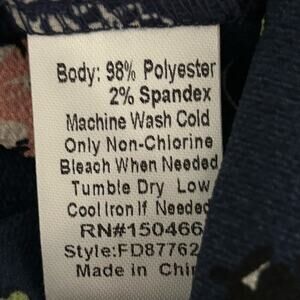 Body: 98% Polyester
2% Spandex
Machine Wash Cold
Only Non-Chlorine
Bleach When Needed
Tumble Dry Low
Cool Iron If Needed
RN#150466
Style:FD87762
Made in Chin